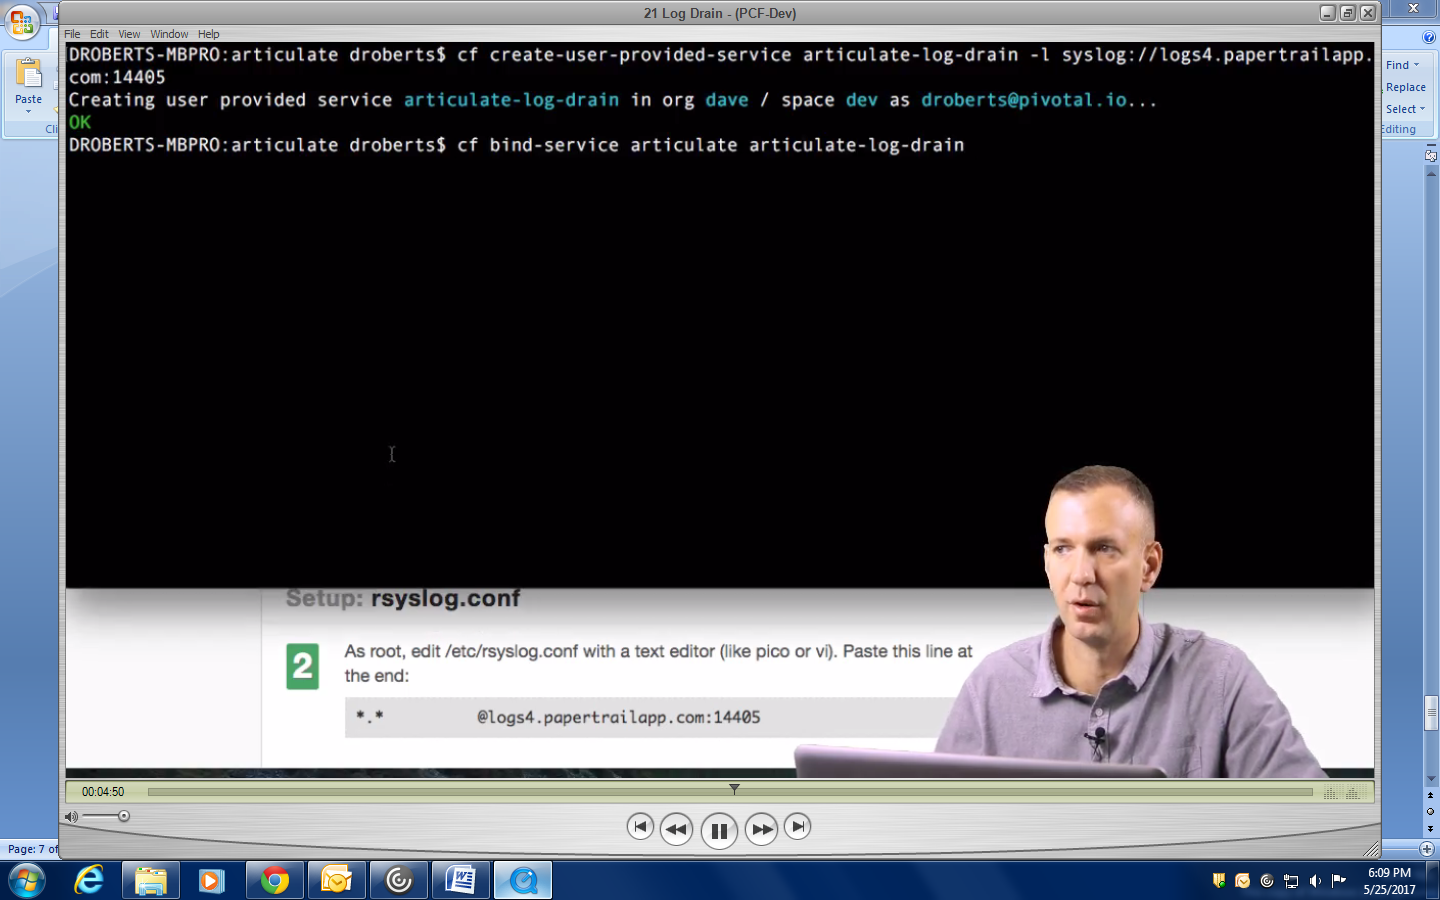 21 Log Drain - (PCF-Dev)
File Edit View Window Help
DROBERTS-MBPRO:articulate droberts$ cf create-user-provided-service articulate-log-drain -l syslog://logs4.papertrailapp.
com:14405
Creating user provided service articulate-log-drain in org dave / space dev as droberts@pivotal.io...
OK
DROBERTS-MBPRO:articulate droberts$ cf bind-service articulate articulate-log-drain
Paste
Find
Replace
Select
Editing
Setup: rsyslog.conf
2
As root, edit /etc/rsyslog.conf with a text editor (like pico or vi). Paste this line at
the end:
*.* @logs4.papertrailapp.com:14405
00:04:50
Page: 7 of
6:09 PM
5/25/2017